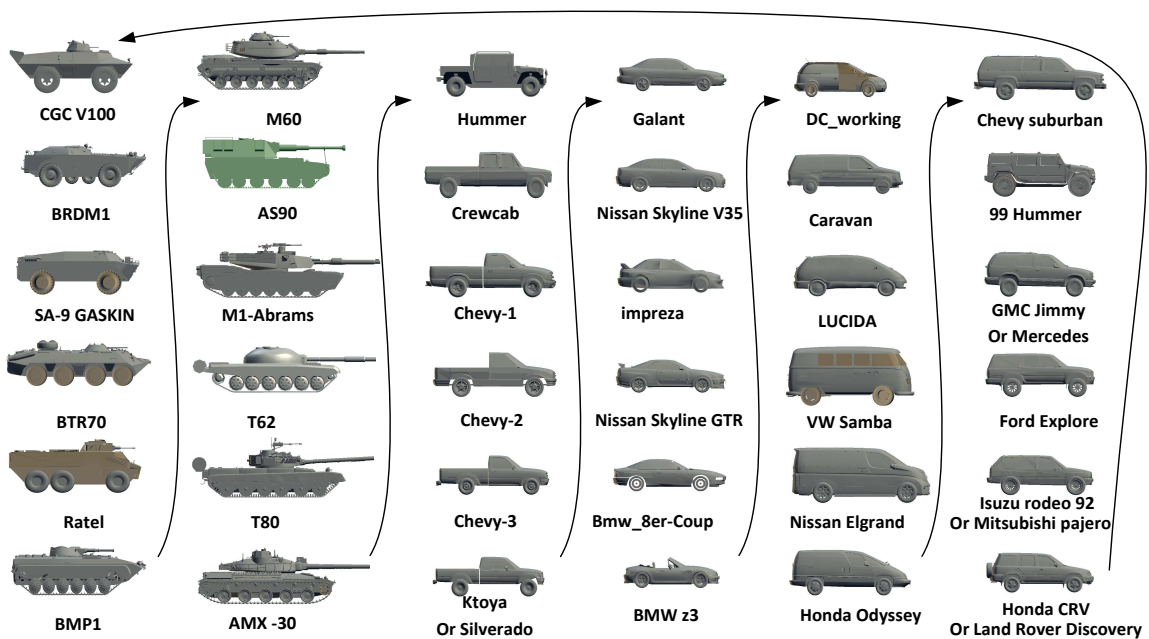 CGC V100
BRDM1
SA-9 GASKIN
BTR70
Ratel
BMP1
M60
AS90
M1-Abrams
T62
T80
AMX -30
Hummer
Crewcab
Chevy-1
Chevy-2
Chevy-3
Ktoya
Or Silverado
Galant
Nissan Skyline V35
impreza
Nissan Skyline GTR
Bmw_8er-Coup
BMW z3
DC_working
Caravan
LUCIDA
VW Samba
Nissan Elgrand
Honda Odyssey
Chevy suburban
99 Hummer
GMC Jimmy
Or Mercedes
Ford Explore
Isuzu rodeo 92
Or Mitsubishi pajero
Honda CRV
Or Land Rover Discovery